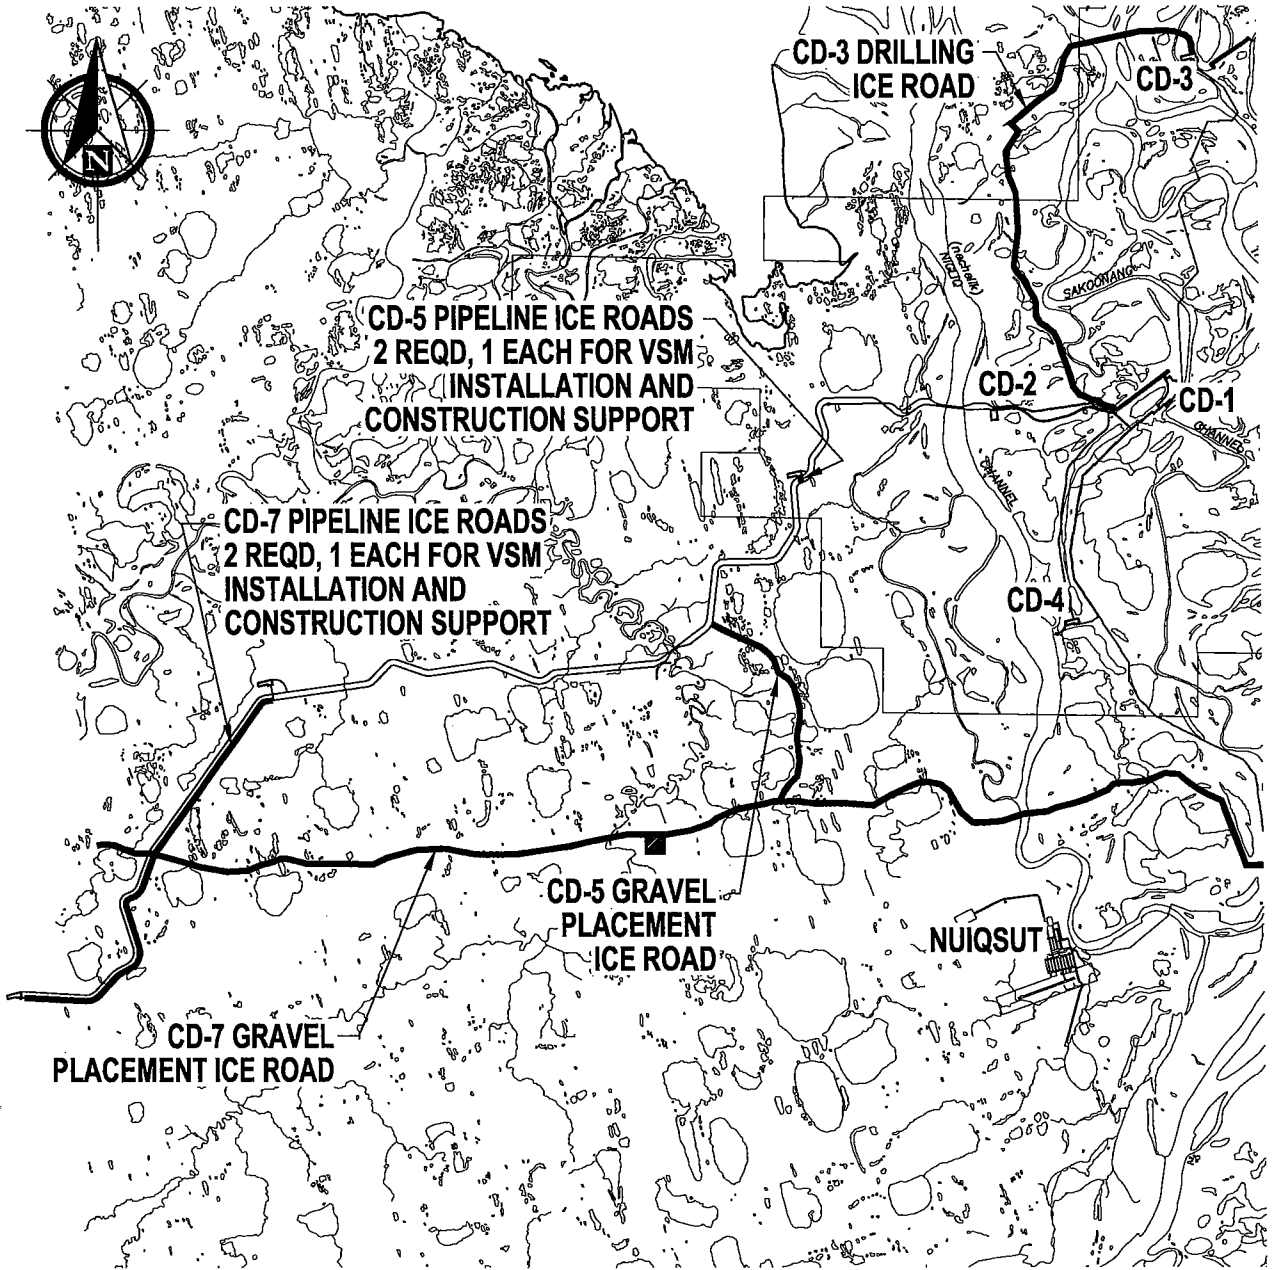 CD-3 DRILLING
ICE ROAD
CD-3
N
(nachelik)
NIGLIQ
SAKOONANG
CD-5 PIPELINE ICE ROADS
2 REQD, 1 EACH FOR VSM
INSTALLATION AND
CONSTRUCTION SUPPORT
CD-2
CD-1
CHANNEL
CHANNEL
CD-7 PIPELINE ICE ROADS
2 REQD, 1 EACH FOR VSM
INSTALLATION AND
CONSTRUCTION SUPPORT
CD-4
CD-5 GRAVEL
PLACEMENT
ICE ROAD
NUIQSUT
CD-7 GRAVEL
PLACEMENT ICE ROAD